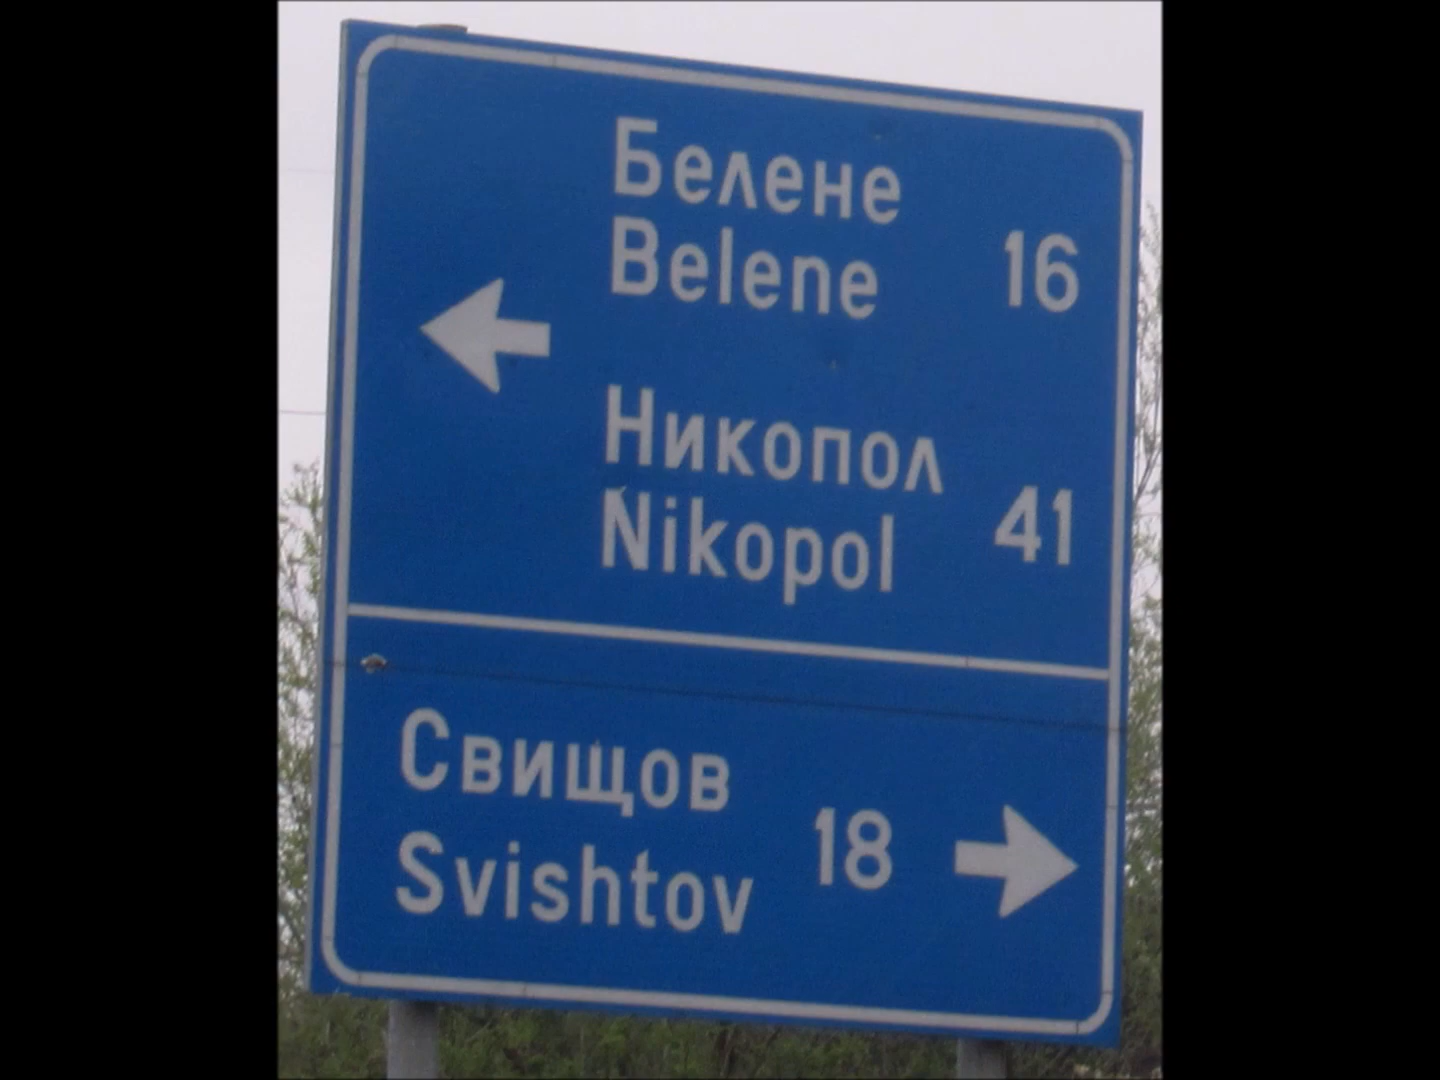 Белене
Belene 16
Никопол
Nikopol 41
Свищов
Svishtov 18